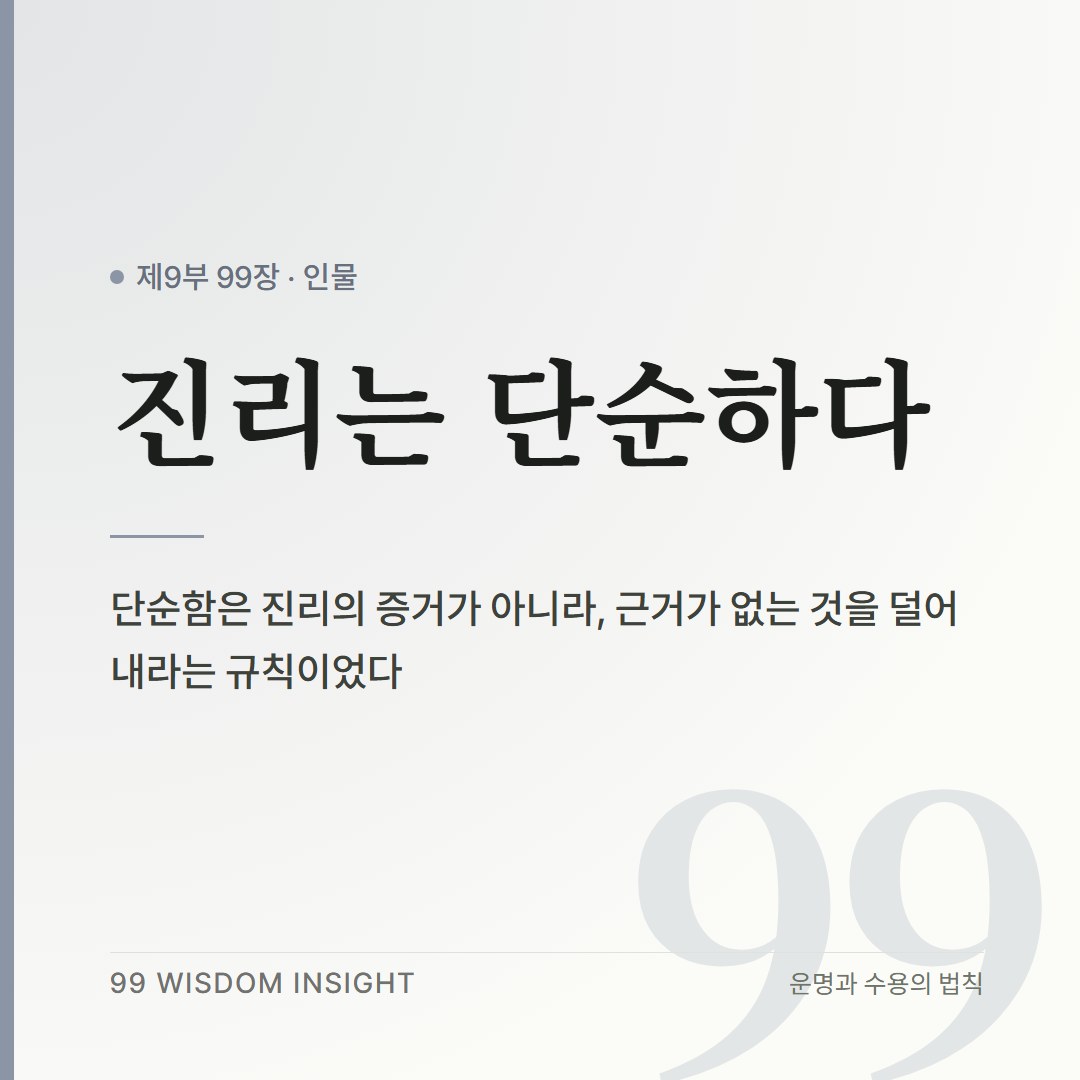 제9부 99장 · 인물
진리는 단순하다
단순함은 진리의 증거가 아니라, 근거가 없는 것을 덜어
내라는 규칙이었다
99
99 WISDOM INSIGHT
운명과 수용의 법칙